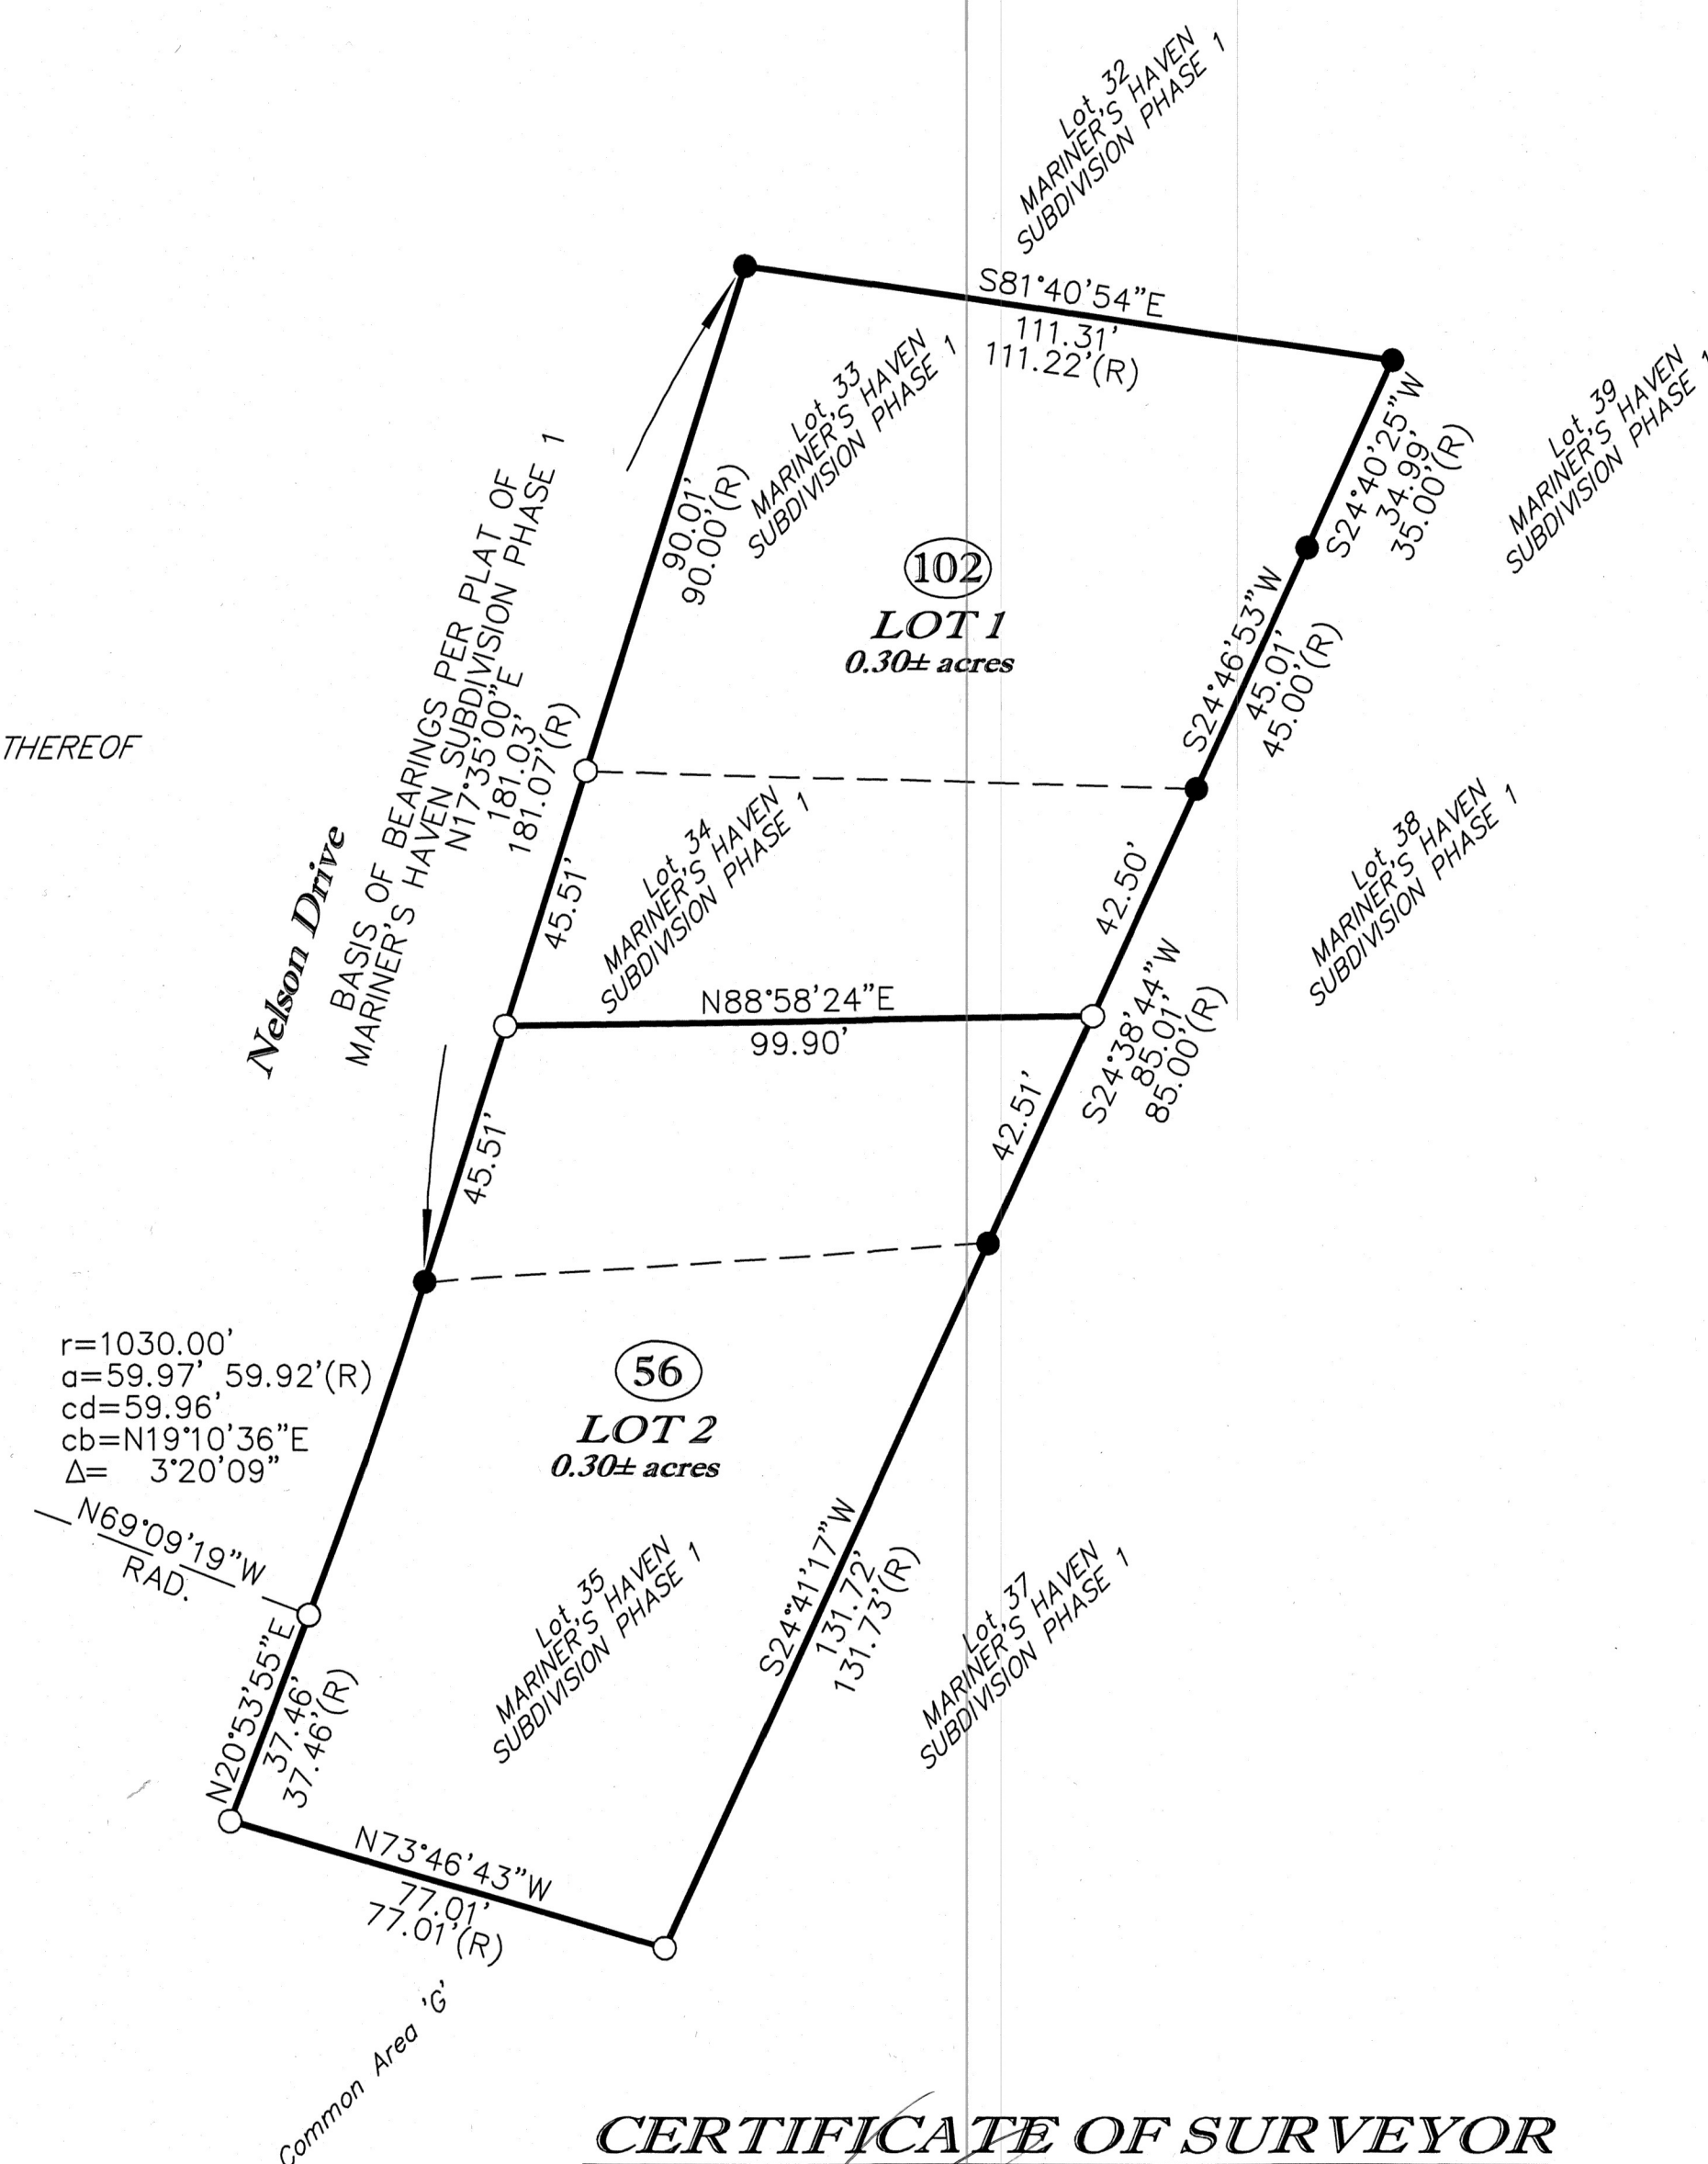 Lot 32
MARINER'S HAVEN
SUBDIVISION PHASE 1
S81°40'54"E
111.31'
111.22'(R)
Lot 33
MARINER'S HAVEN
SUBDIVISION PHASE 1
S24°40'25"W
34.99'
35.00'(R)
Lot 39
MARINER'S HAVEN
SUBDIVISION PHASE 1
90.01'
90.00'(R)
102
LOT 1
0.30± acres
S24°46'53"W
45.01'
45.00'(R)
THEREOF
Nelson Drive
BASIS OF BEARINGS PER PLAT OF
MARINER'S HAVEN SUBDIVISION PHASE 1
N17°35'00"E
181.03'
181.07'(R)
45.51'
Lot 34
MARINER'S HAVEN
SUBDIVISION PHASE 1
42.50'
Lot 38
MARINER'S HAVEN
SUBDIVISION PHASE 1
N88°58'24"E
99.90'
S24°38'44"W
85.01'
85.00'(R)
45.51'
42.51'
r=1030.00'
a=59.97' 59.92'(R)
cd=59.96'
cb=N19°10'36"E
Δ= 3°20'09"
56
LOT 2
0.30± acres
N69°09'19"W
RAD.
Lot 35
MARINER'S HAVEN
SUBDIVISION PHASE 1
S24°41'17"W
131.72'
131.73'(R)
Lot 37
MARINER'S HAVEN
SUBDIVISION PHASE 1
N20°53'55"E
37.46'
37.46'(R)
N73°46'43"W
77.01'
77.01'(R)
Common Area 'G'
CERTIFICATE OF SURVEYOR